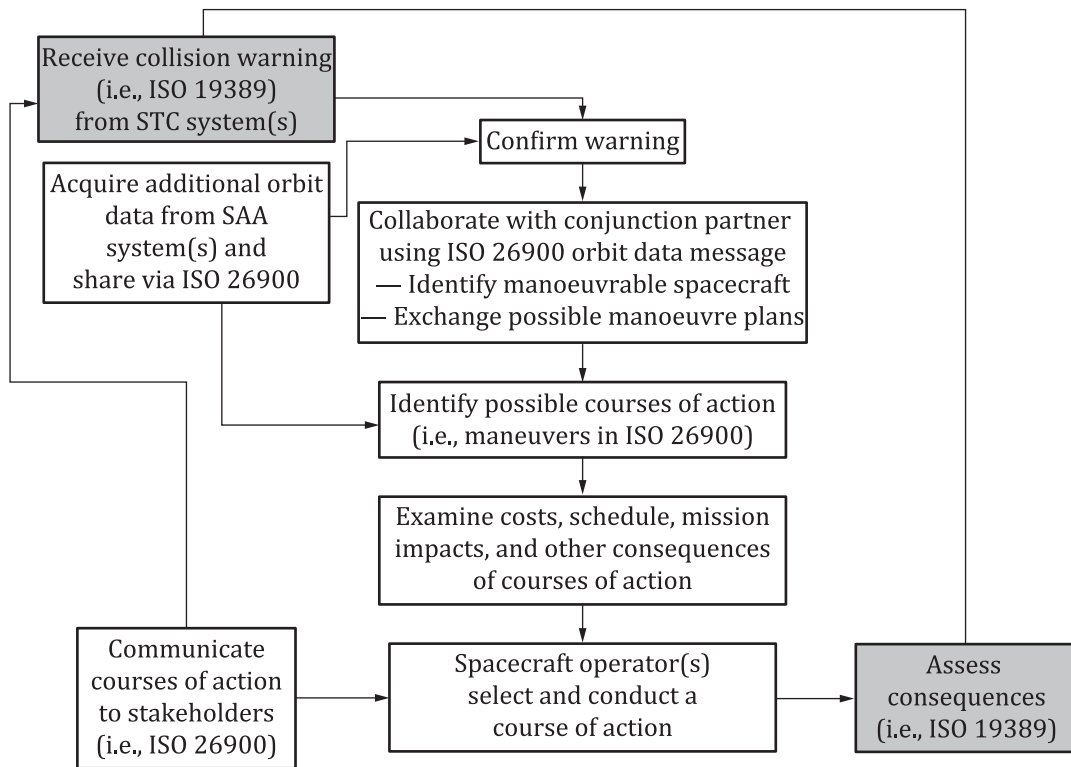 Receive collision warning
(i.e., ISO 19389)
from STC system(s)
Confirm warning
Acquire additional orbit
data from SAA
system(s) and
share via ISO 26900
Collaborate with conjunction partner
using ISO 26900 orbit data message
— Identify manoeuvrable spacecraft
— Exchange possible manoeuvre plans
Identify possible courses of action
(i.e., maneuvers in ISO 26900)
Examine costs, schedule, mission
impacts, and other consequences
of courses of action
Communicate
courses of action
to stakeholders
(i.e., ISO 26900)
Spacecraft operator(s)
select and conduct a
course of action
Assess
consequences
(i.e., ISO 19389)